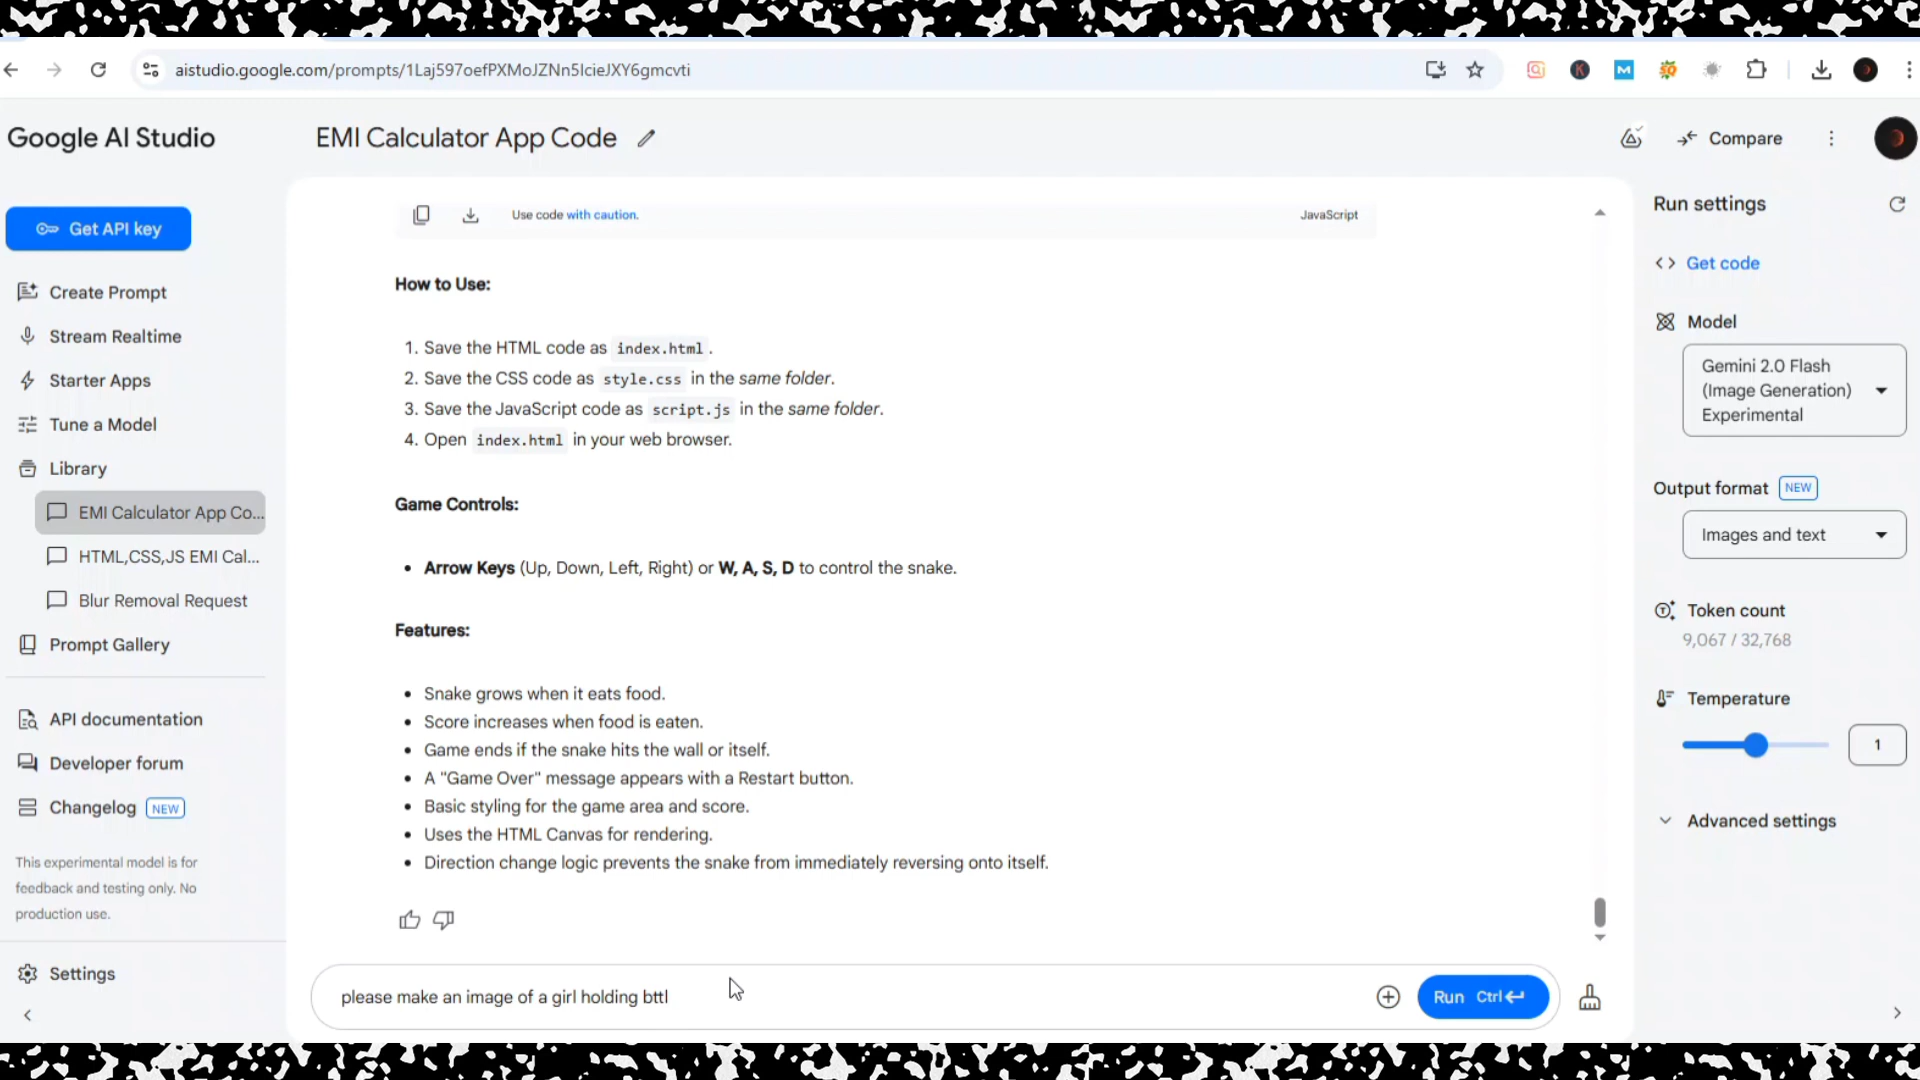 aistudio.google.com/prompts/1Laj597oefPXMoJZNn5lcieJXY6gmcvti
Google AI Studio
EMI Calculator App Code
Compare
Get API key
Create Prompt
Stream Realtime
Starter Apps
Tune a Model
Library
EMI Calculator App Co...
HTML,CSS,JS EMI Cal...
Blur Removal Request
Prompt Gallery
API documentation
Developer forum
Changelog NEW
This experimental model is for
feedback and testing only. No
production use.
Settings
Use code with caution.
JavaScript
How to Use:
1. Save the HTML code as index.html .
2. Save the CSS code as style.css in the same folder.
3. Save the JavaScript code as script.js in the same folder.
4. Open index.html in your web browser.
Game Controls:
• Arrow Keys (Up, Down, Left, Right) or W, A, S, D to control the snake.
Features:
• Snake grows when it eats food.
• Score increases when food is eaten.
• Game ends if the snake hits the wall or itself.
• A "Game Over" message appears with a Restart button.
• Basic styling for the game area and score.
• Uses the HTML Canvas for rendering.
• Direction change logic prevents the snake from immediately reversing onto itself.
please make an image of a girl holding bttl
Run Ctrl
Run settings
Get code
Model
Gemini 2.0 Flash
(Image Generation)
Experimental
Output format NEW
Images and text
Token count
9,067 / 32,768
Temperature
1
Advanced settings